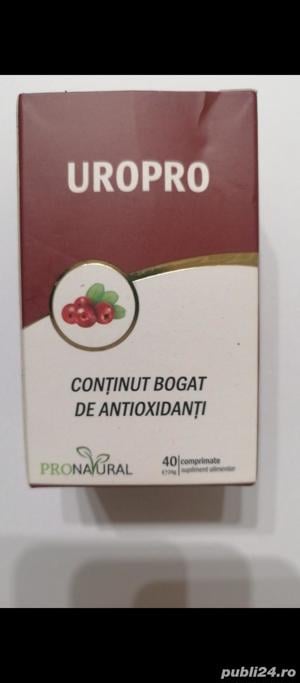 UROPRO
CONȚINUT BOGAT
DE ANTIOXIDANȚI
PRONATURAL
40 comprimate
supliment alimentar
publi24.ro